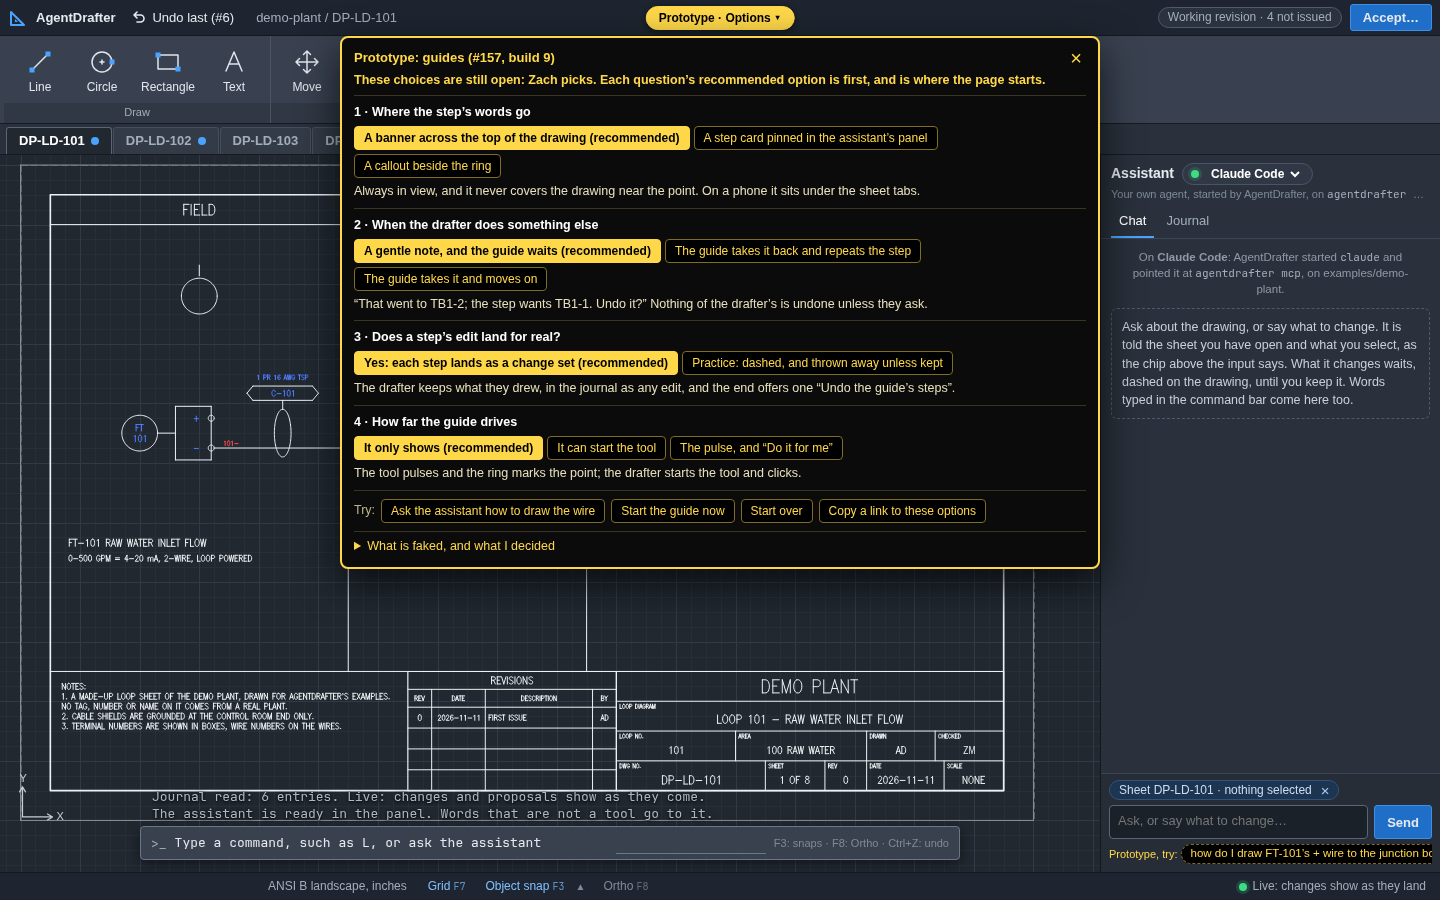 AgentDrafter
Undo last (#6)
demo-plant / DP-LD-101
Prototype · Options ▾
Working revision · 4 not issued
Accept…
Line
Circle
Rectangle
Text
Move
Draw
DP-LD-101
DP-LD-102
DP-LD-103
Prototype: guides (#157, build 9)
×
These choices are still open: Zach picks. Each question’s recommended option is first, and is where the page starts.
1 · Where the step’s words go
A banner across the top of the drawing (recommended)
A step card pinned in the assistant’s panel
A callout beside the ring
Always in view, and it never covers the drawing near the point. On a phone it sits under the sheet tabs.
2 · When the drafter does something else
A gentle note, and the guide waits (recommended)
The guide takes it back and repeats the step
The guide takes it and moves on
“That went to TB1-2; the step wants TB1-1. Undo it?” Nothing of the drafter’s is undone unless they ask.
3 · Does a step’s edit land for real?
Yes: each step lands as a change set (recommended)
Practice: dashed, and thrown away unless kept
The drafter keeps what they drew, in the journal as any edit, and the end offers one “Undo the guide’s steps”.
4 · How far the guide drives
It only shows (recommended)
It can start the tool
The pulse, and “Do it for me”
The tool pulses and the ring marks the point; the drafter starts the tool and clicks.
Try:
Ask the assistant how to draw the wire
Start the guide now
Start over
Copy a link to these options
▶ What is faked, and what I decided
FIELD
1 PR 16 AWG TSP
C-101
FT
101
+
−
101-
FT-101 RAW WATER INLET FLOW
0-500 GPM = 4-20 mA, 2-WIRE, LOOP POWERED
NOTES:
1. A MADE-UP LOOP SHEET OF THE DEMO PLANT, DRAWN FOR AGENTDRAFTER'S EXAMPLES.
NO TAG, NUMBER OR NAME ON IT COMES FROM A REAL PLANT.
2. CABLE SHIELDS ARE GROUNDED AT THE CONTROL ROOM END ONLY.
3. TERMINAL NUMBERS ARE SHOWN IN BOXES, WIRE NUMBERS ON THE WIRES.
REVISIONS
REV
DATE
DESCRIPTION
BY
0
2026-11-11
FIRST ISSUE
AD
DEMO PLANT
LOOP DIAGRAM
LOOP 101 - RAW WATER INLET FLOW
LOOP NO.
101
AREA
100 RAW WATER
DRAWN
AD
CHECKED
ZM
DWG NO.
DP-LD-101
SHEET
1 OF 8
REV
0
DATE
2026-11-11
SCALE
NONE
Y
X
Journal read: 6 entries. Live: changes and proposals show as they come.
The assistant is ready in the panel. Words that are not a tool go to it.
>_ Type a command, such as L, or ask the assistant
F3: snaps · F8: Ortho · Ctrl+Z: undo
Assistant
Claude Code
Your own agent, started by AgentDrafter, on agentdrafter …
Chat
Journal
On Claude Code: AgentDrafter started claude and
pointed it at agentdrafter mcp, on examples/demo-
plant.
Ask about the drawing, or say what to change. It is
told the sheet you have open and what you select, as
the chip above the input says. What it changes waits,
dashed on the drawing, until you keep it. Words
typed in the command bar come here too.
Sheet DP-LD-101 · nothing selected ×
Ask, or say what to change…
Send
Prototype, try:
how do I draw FT-101’s + wire to the junction
ANSI B landscape, inches
Grid F7
Object snap F3
▲
Ortho F8
Live: changes show as they land